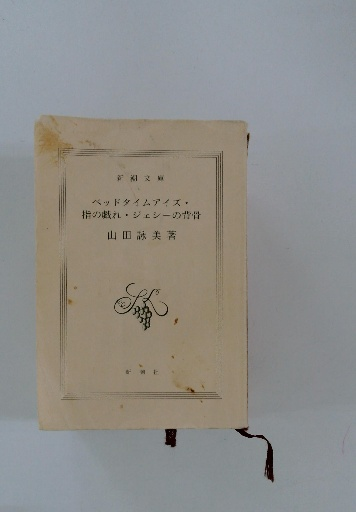 新潮文庫
ベッドタイムアイズ・
指の戯れ・ジェシーの背骨
山田詠美著
新潮社